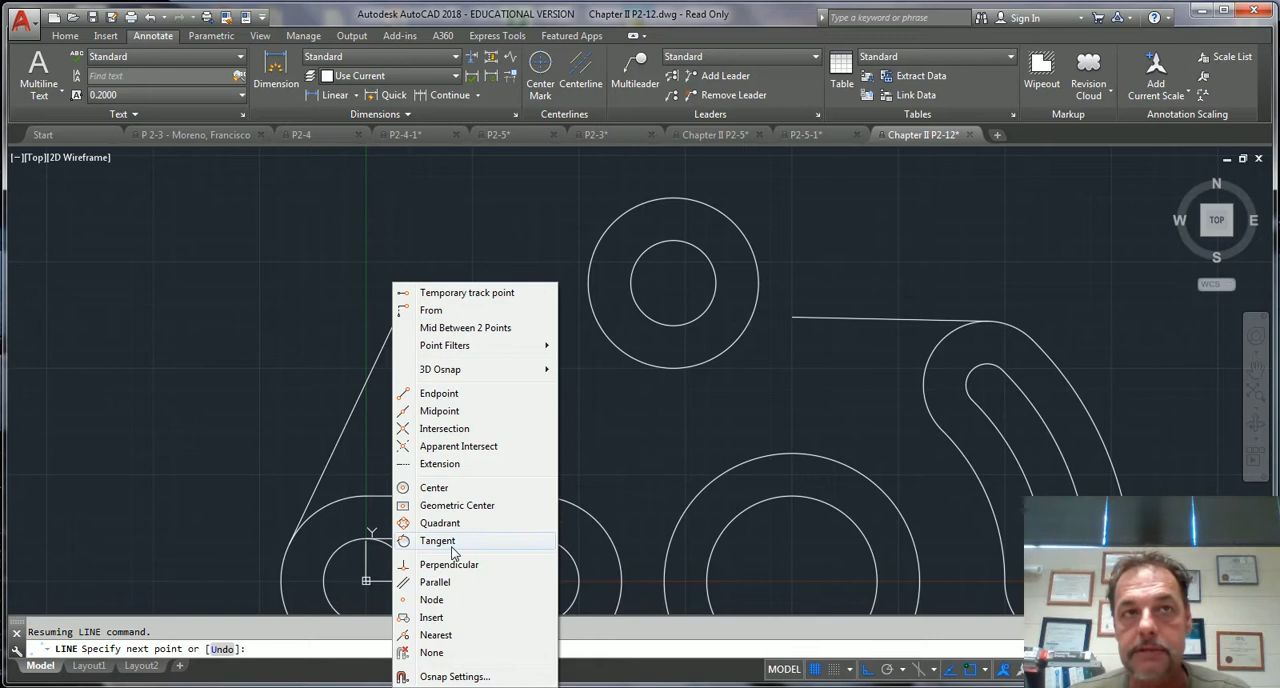 Autodesk AutoCAD 2018 - EDUCATIONAL VERSION Chapter II P2-12.dwg - Read Only
Type a keyword or phrase
Sign In
Home Insert Annotate Parametric View Manage Output Add-ins A360 Express Tools Featured Apps
A Multiline Text
ABC Standard
Find text
0.2000
Text
Dimension
Standard
Use Current
Linear Quick Continue
Dimensions
Center Mark
Centerline
Centerlines
Multileader
Standard
Add Leader
Remove Leader
Leaders
Table
Standard
Extract Data
Link Data
Tables
Wipeout
Revision Cloud
Markup
Add Current Scale
Scale List
Annotation Scaling
Start P 2-3 - Moreno, Francisco P2-4 P2-4-1* P2-5* P2-3* Chapter II P2-5* P2-5-1* Chapter II P2-12*
[−][Top][2D Wireframe]
N
W TOP E
S
WCS
Temporary track point
From
Mid Between 2 Points
Point Filters
3D Osnap
Endpoint
Midpoint
Intersection
Apparent Intersect
Extension
Center
Geometric Center
Quadrant
Tangent
Perpendicular
Parallel
Node
Insert
Nearest
None
Osnap Settings...
Y
Resuming LINE command.
LINE Specify next point or [Undo]:
Model Layout1 Layout2 +
MODEL